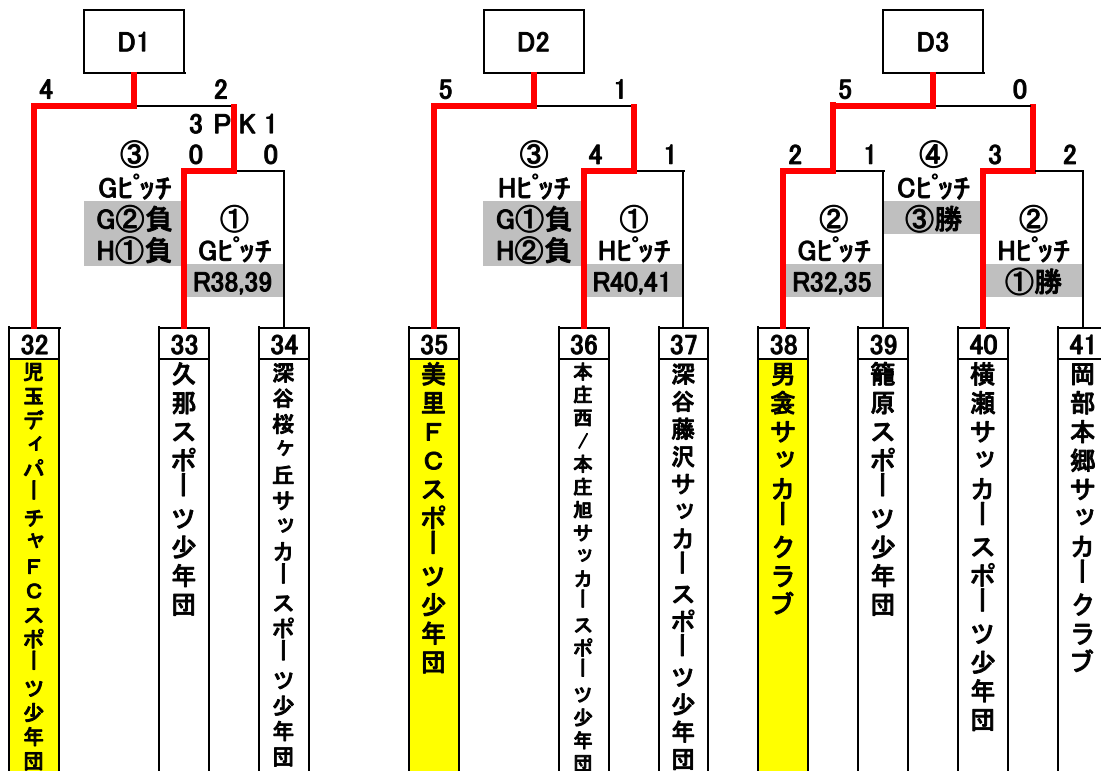 D1
D2
D3
4
2
5
1
5
0
3 PK 1
0
0
4
1
2
1
3
2
③
Gピッチ
G②負
H①負
①
Gピッチ
R38,39
③
Hピッチ
G①負
H②負
①
Hピッチ
R40,41
②
Gピッチ
R32,35
④
Cピッチ
③勝
②
Hピッチ
①勝
32
児玉ディパーチャFCスポーツ少年団
33
久那スポーツ少年団
34
深谷桜ヶ丘サッカースポーツ少年団
35
美里FCスポーツ少年団
36
本庄西/本庄旭サッカースポーツ少年団
37
深谷藤沢サッカースポーツ少年団
38
男衾サッカークラブ
39
籠原スポーツ少年団
40
横瀬サッカースポーツ少年団
41
岡部本郷サッカークラブ